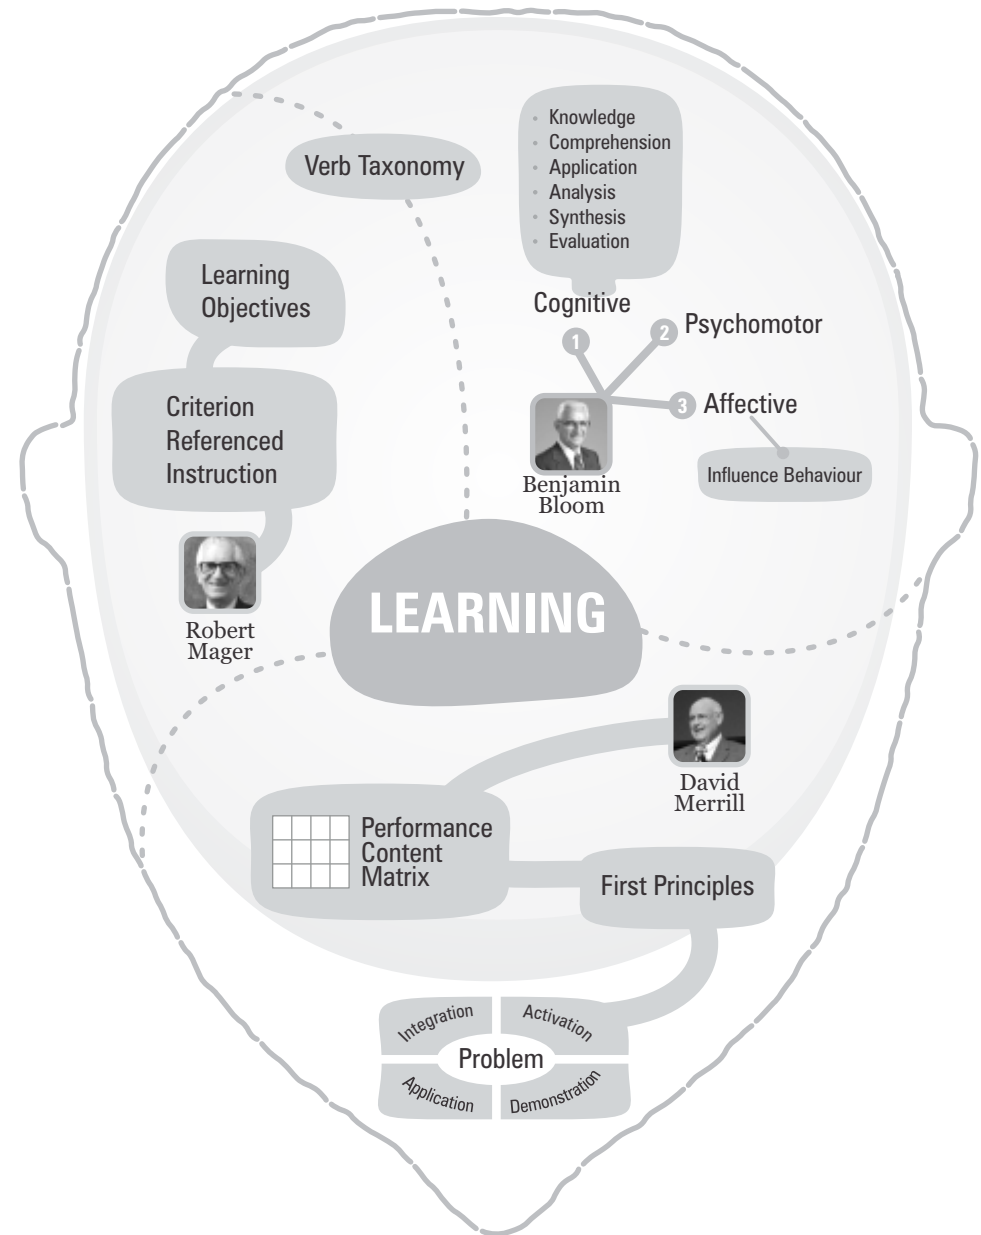 Verb Taxonomy
Knowledge
Comprehension
Application
Analysis
Synthesis
Evaluation
Cognitive
1
2
Psychomotor
3
Affective
Influence Behaviour
Benjamin
Bloom
Learning
Objectives
Criterion
Referenced
Instruction
Robert
Mager
LEARNING
David
Merrill
Performance
Content
Matrix
First Principles
Integration
Activation
Problem
Application
Demonstration